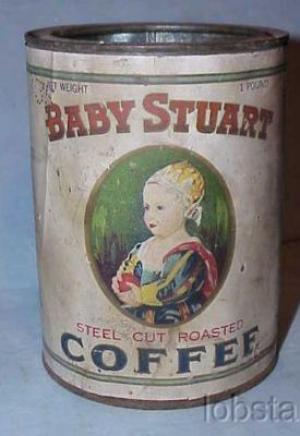 NET WEIGHT 1 POUND
BABY STUART
STEEL CUT ROASTED
COFFEE
lobsta